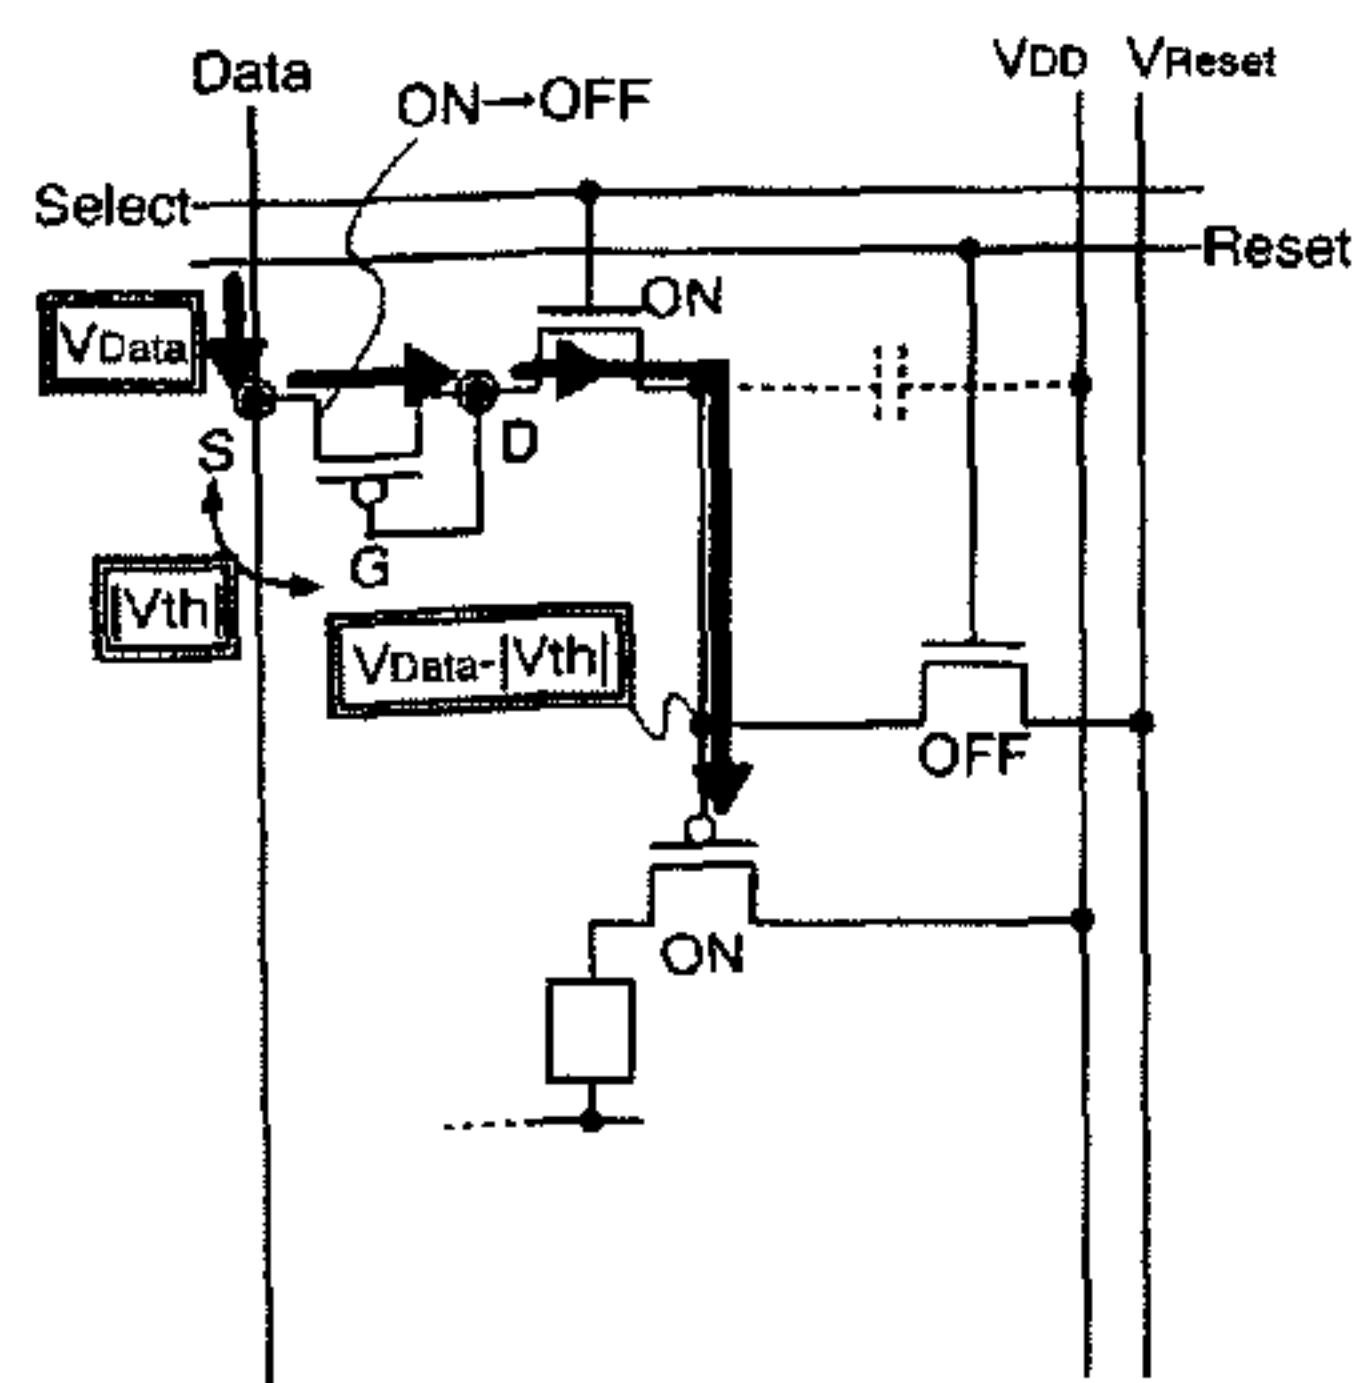 Data
VDD
VReset
ON→OFF
Select
Reset
ON
VData
S
D
G
|Vth|
VData-|Vth|
OFF
ON